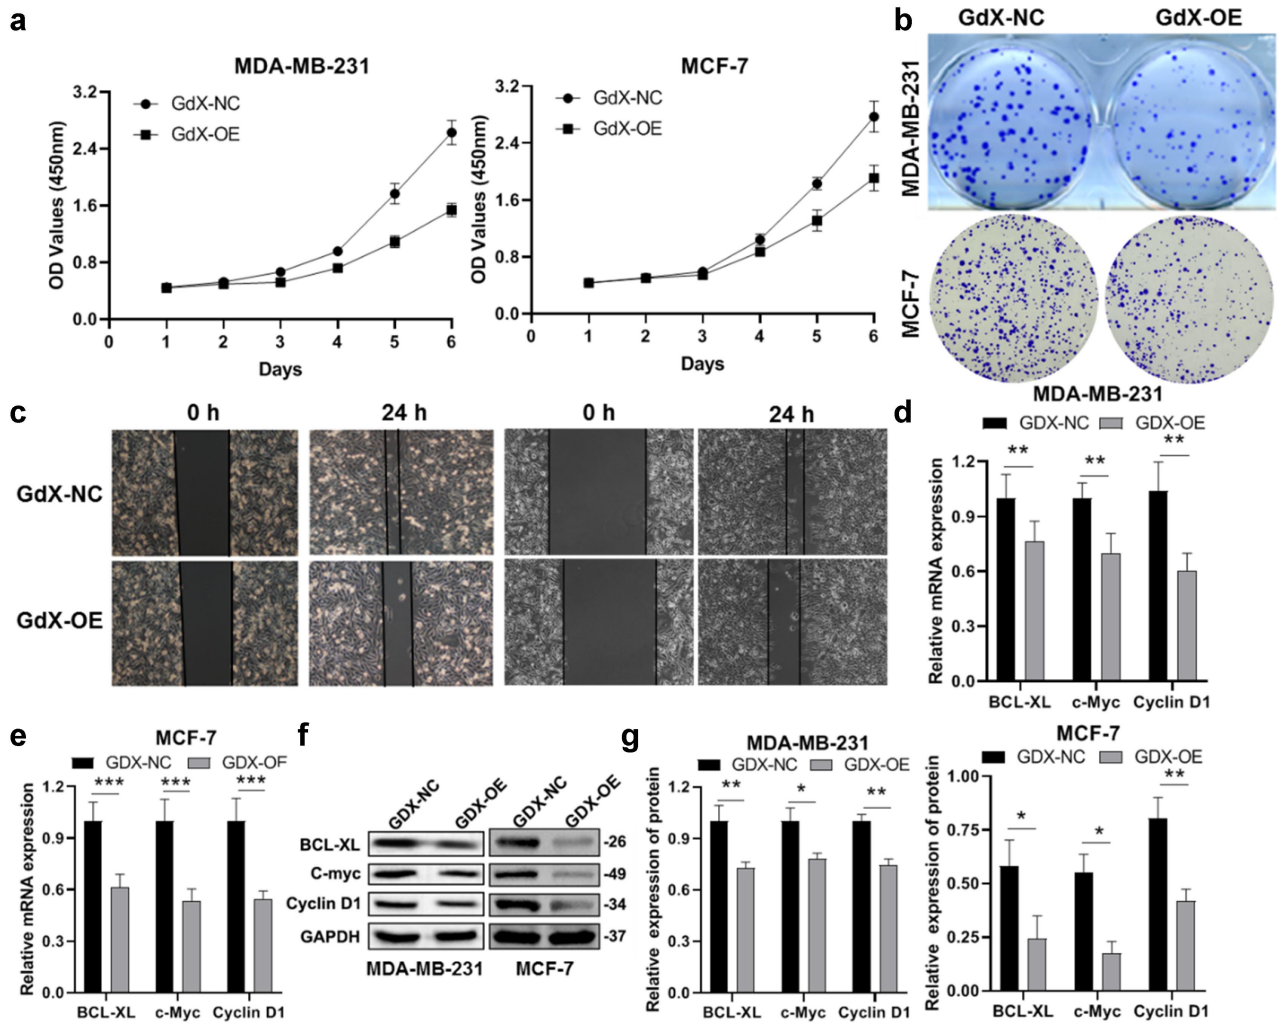 a
MDA-MB-231
GdX-NC
GdX-OE
OD Values (450nm)
3.2
2.4
1.6
0.8
0.0
0 1 2 3 4 5 6
Days
MCF-7
GdX-NC
GdX-OE
OD Values (450nm)
3.2
2.4
1.6
0.8
0.0
0 1 2 3 4 5 6
Days
b
GdX-NC GdX-OE
MDA-MB-231
MCF-7
c
0 h 24 h 0 h 24 h
GdX-NC
GdX-OE
d
MDA-MB-231
GDX-NC GDX-OE
Relative mRNA expression
1.2
0.9
0.6
0.3
0.0
** ** **
BCL-XL c-Myc Cyclin D1
e
MCF-7
GDX-NC GDX-OF
Relative mRNA expression
1.2
0.9
0.6
0.3
0.0
*** *** ***
BCL-XL c-Myc Cyclin D1
f
GDX-NC GDX-OE GDX-NC GDX-OE
BCL-XL -26
C-myc -49
Cyclin D1 -34
GAPDH -37
MDA-MB-231 MCF-7
g
MDA-MB-231
GDX-NC GDX-OE
Relative expression of protein
1.2
0.9
0.6
0.3
0.0
** * **
BCL-XL c-Myc Cyclin D1
MCF-7
GDX-NC GDX-OE
Relative expression of protein
1.00
0.75
0.50
0.25
0.00
* * **
BCL-XL c-Myc Cyclin D1